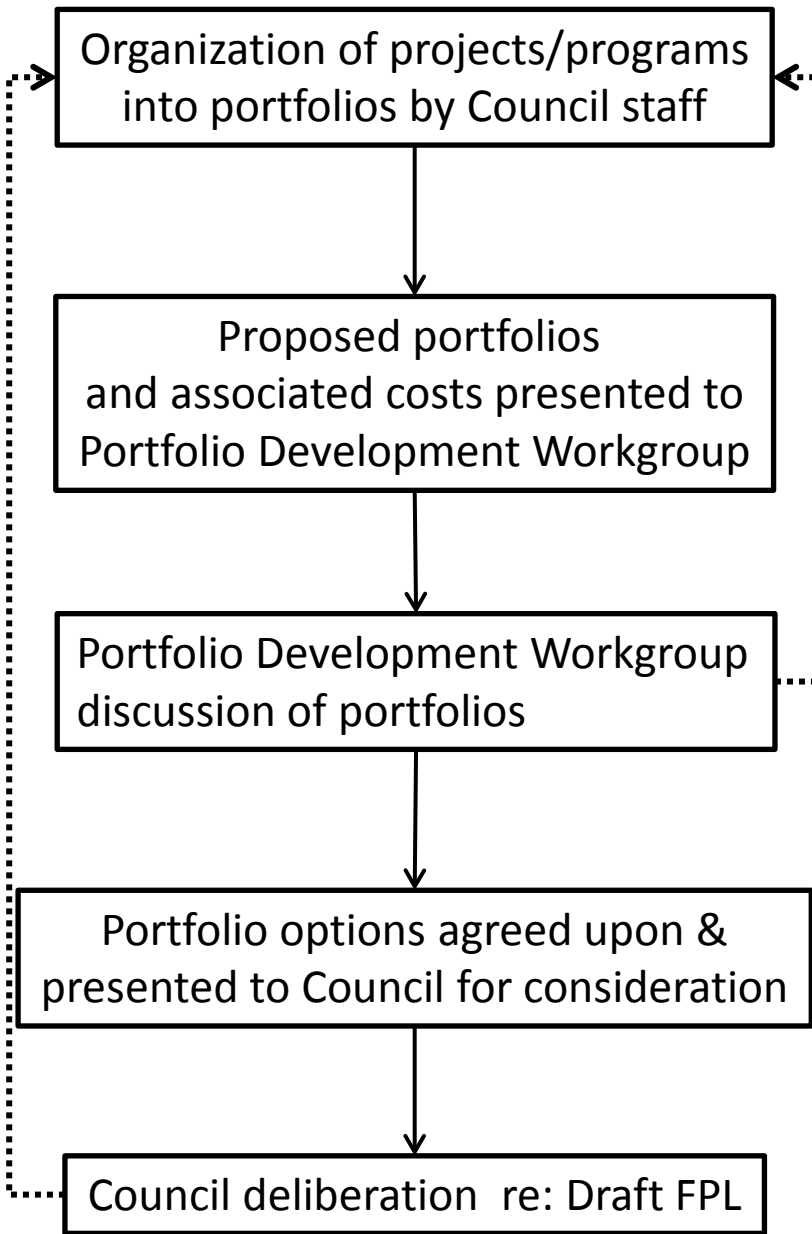 Organization of projects/programs
into portfolios by Council staff
Proposed portfolios
and associated costs presented to
Portfolio Development Workgroup
Portfolio Development Workgroup
discussion of portfolios
Portfolio options agreed upon &
presented to Council for consideration
Council deliberation  re: Draft FPL